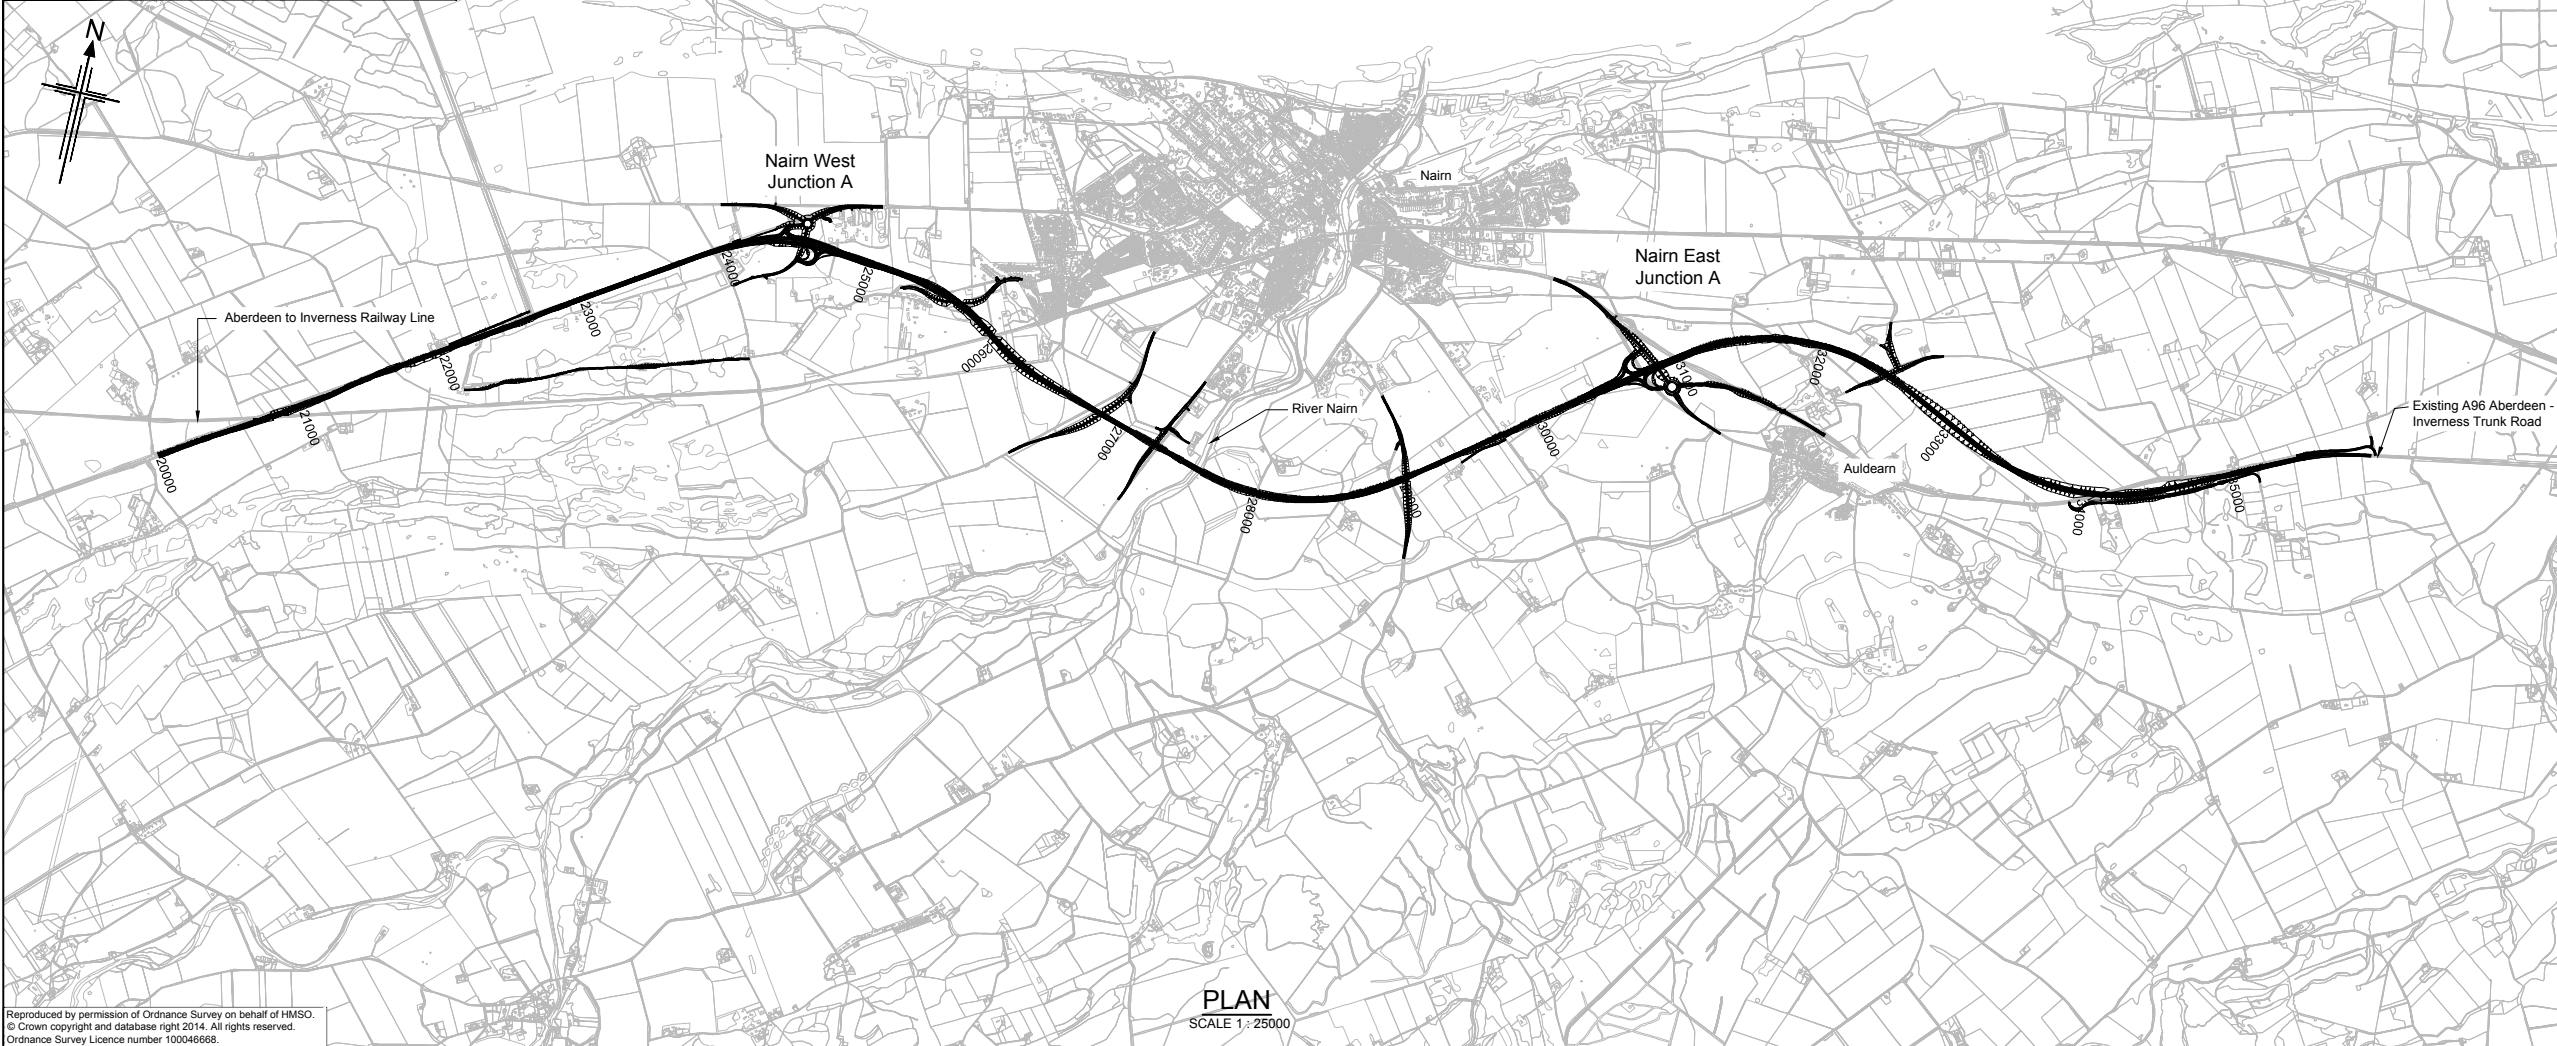 N
Nairn West
Junction A
Nairn
Nairn East
Junction A
Aberdeen to Inverness Railway Line
River Nairn
Existing A96 Aberdeen -
Inverness Trunk Road
Auldearn
20000
21000
22000
23000
24000
25000
26000
27000
28000
30000
31000
32000
33000
35000
PLAN
SCALE 1 : 25000
Reproduced by permission of Ordnance Survey on behalf of HMSO.
© Crown copyright and database right 2014. All rights reserved.
Ordnance Survey Licence number 100046668.